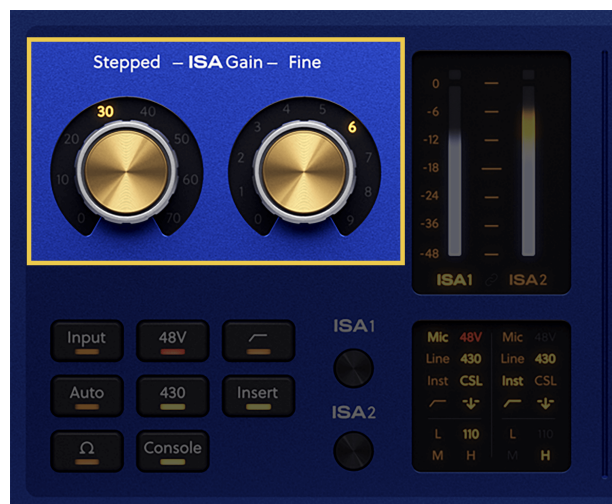 Stepped – ISA Gain – Fine
0 10 20 30 40 50 60 70
0 1 2 3 4 5 6 7 8 9
0
-6
-12
-18
-24
-36
-48
ISA1 ISA2
Input 48V
Auto 430 Insert
Ω Console
ISA1
ISA2
Mic 48V Mic 48V
Line 430 Line 430
Inst CSL Inst CSL
L 110 L 110
M H M H